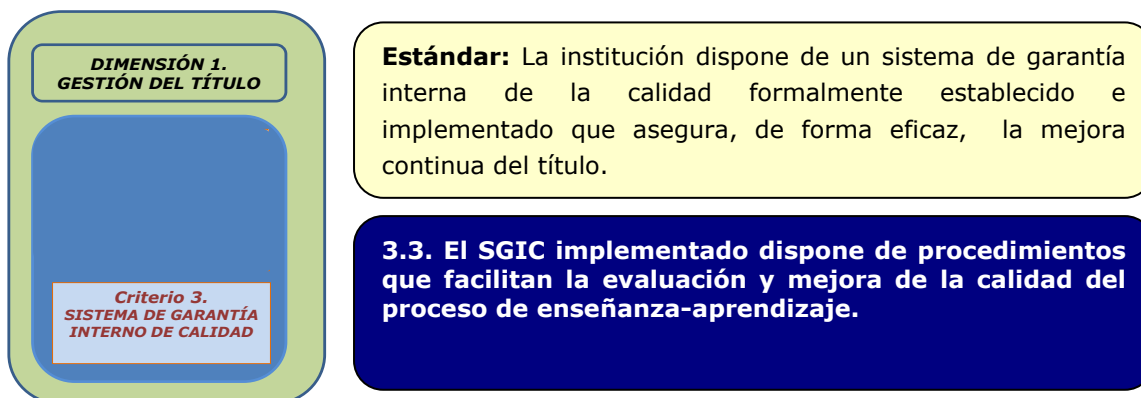 DIMENSIÓN 1.
GESTIÓN DEL TÍTULO
Criterio 3.
SISTEMA DE GARANTÍA
INTERNO DE CALIDAD
Estándar: La institución dispone de un sistema de garantía
interna de la calidad formalmente establecido e
implementado que asegura, de forma eficaz, la mejora
continua del título.
3.3. El SGIC implementado dispone de procedimientos
que facilitan la evaluación y mejora de la calidad del
proceso de enseñanza-aprendizaje.